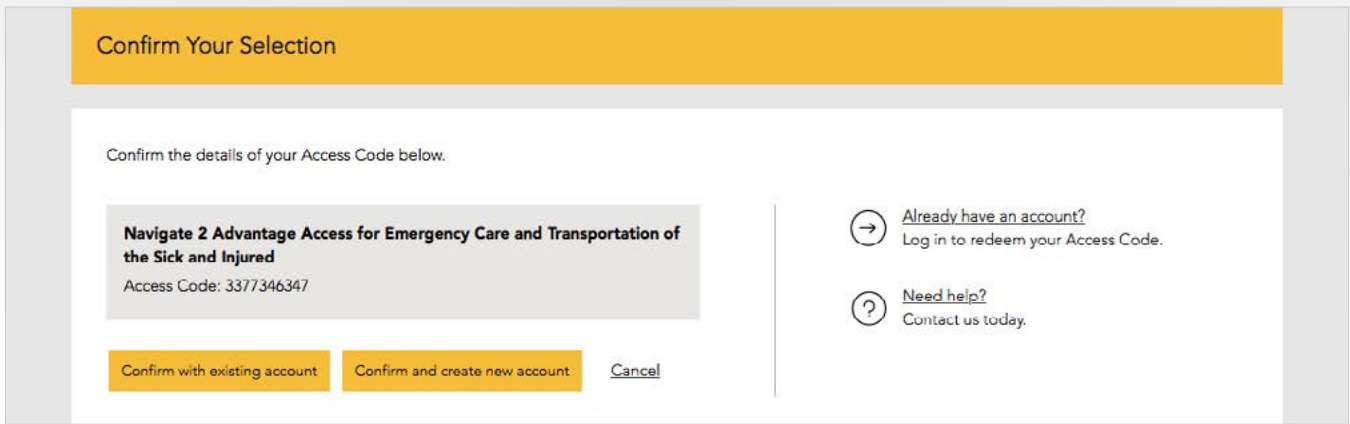 Confirm Your Selection
Confirm the details of your Access Code below.
Navigate 2 Advantage Access for Emergency Care and Transportation of
the Sick and Injured
Access Code: 3377346347
Confirm with existing account
Confirm and create new account
Cancel
Already have an account?
Log in to redeem your Access Code.
Need help?
Contact us today.